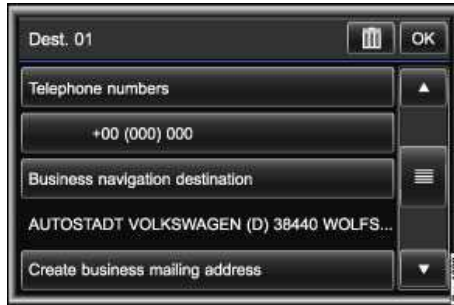 Dest. 01
OK
Telephone numbers
+00 (000) 000
Business navigation destination
AUTOSTADT VOLKSWAGEN (D) 38440 WOLFS...
Create business mailing address